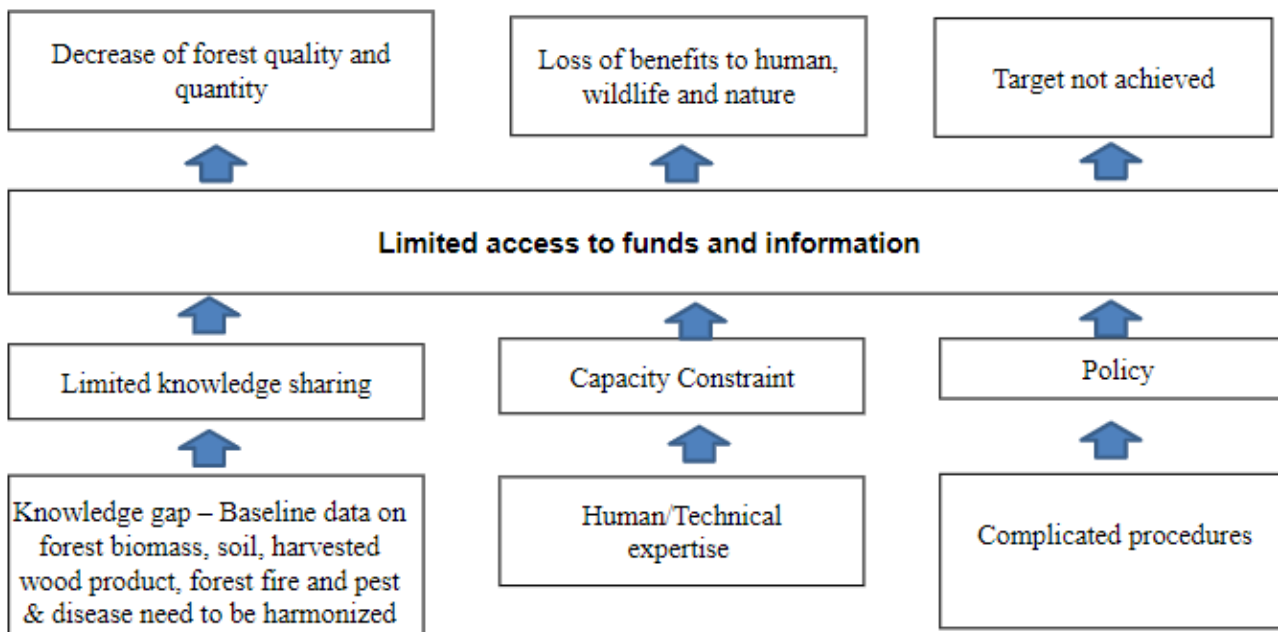 Decrease of forest quality and
quantity
Loss of benefits to human,
wildlife and nature
Target not achieved
Limited access to funds and information
Limited knowledge sharing
Capacity Constraint
Policy
Knowledge gap – Baseline data on
forest biomass, soil, harvested
wood product, forest fire and pest
& disease need to be harmonized
Human/Technical
expertise
Complicated procedures